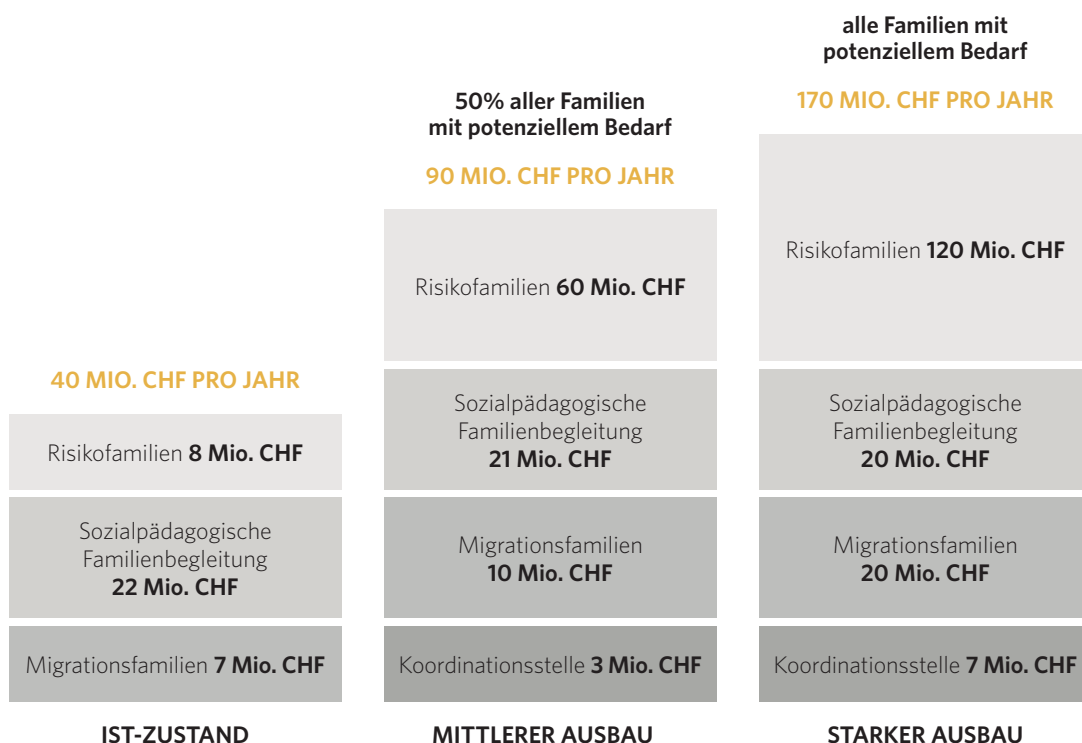 40 MIO. CHF PRO JAHR
Risikofamilien 8 Mio. CHF
Sozialpädagogische
Familienbegleitung
22 Mio. CHF
Migrationsfamilien 7 Mio. CHF
IST-ZUSTAND
50% aller Familien
mit potenziellem Bedarf
90 MIO. CHF PRO JAHR
Risikofamilien 60 Mio. CHF
Sozialpädagogische
Familienbegleitung
21 Mio. CHF
Migrationsfamilien
10 Mio. CHF
Koordinationsstelle 3 Mio. CHF
MITTLERER AUSBAU
alle Familien mit
potenziellem Bedarf
170 MIO. CHF PRO JAHR
Risikofamilien 120 Mio. CHF
Sozialpädagogische
Familienbegleitung
20 Mio. CHF
Migrationsfamilien
20 Mio. CHF
Koordinationsstelle 7 Mio. CHF
STARKER AUSBAU